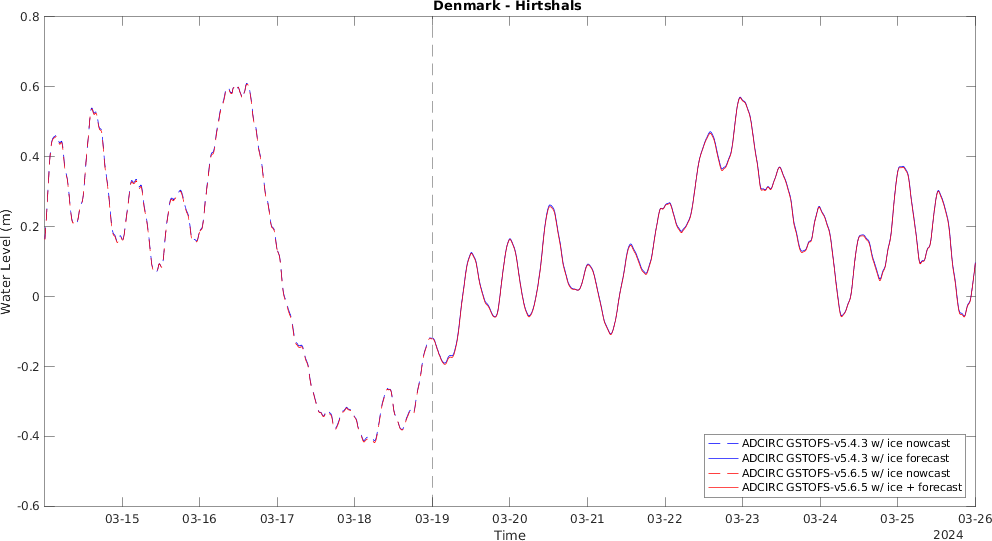 Denmark - Hirtshals
0.8
0.6
0.4
0.2
0
-0.2
-0.4
-0.6
Water Level (m)
ADCIRC GSTOFS-v5.4.3 w/ ice nowcast
ADCIRC GSTOFS-v5.4.3 w/ ice forecast
ADCIRC GSTOFS-v5.6.5 w/ ice nowcast
ADCIRC GSTOFS-v5.6.5 w/ ice + forecast
03-15 03-16 03-17 03-18 03-19 03-20 03-21 03-22 03-23 03-24 03-25 03-26
Time
2024